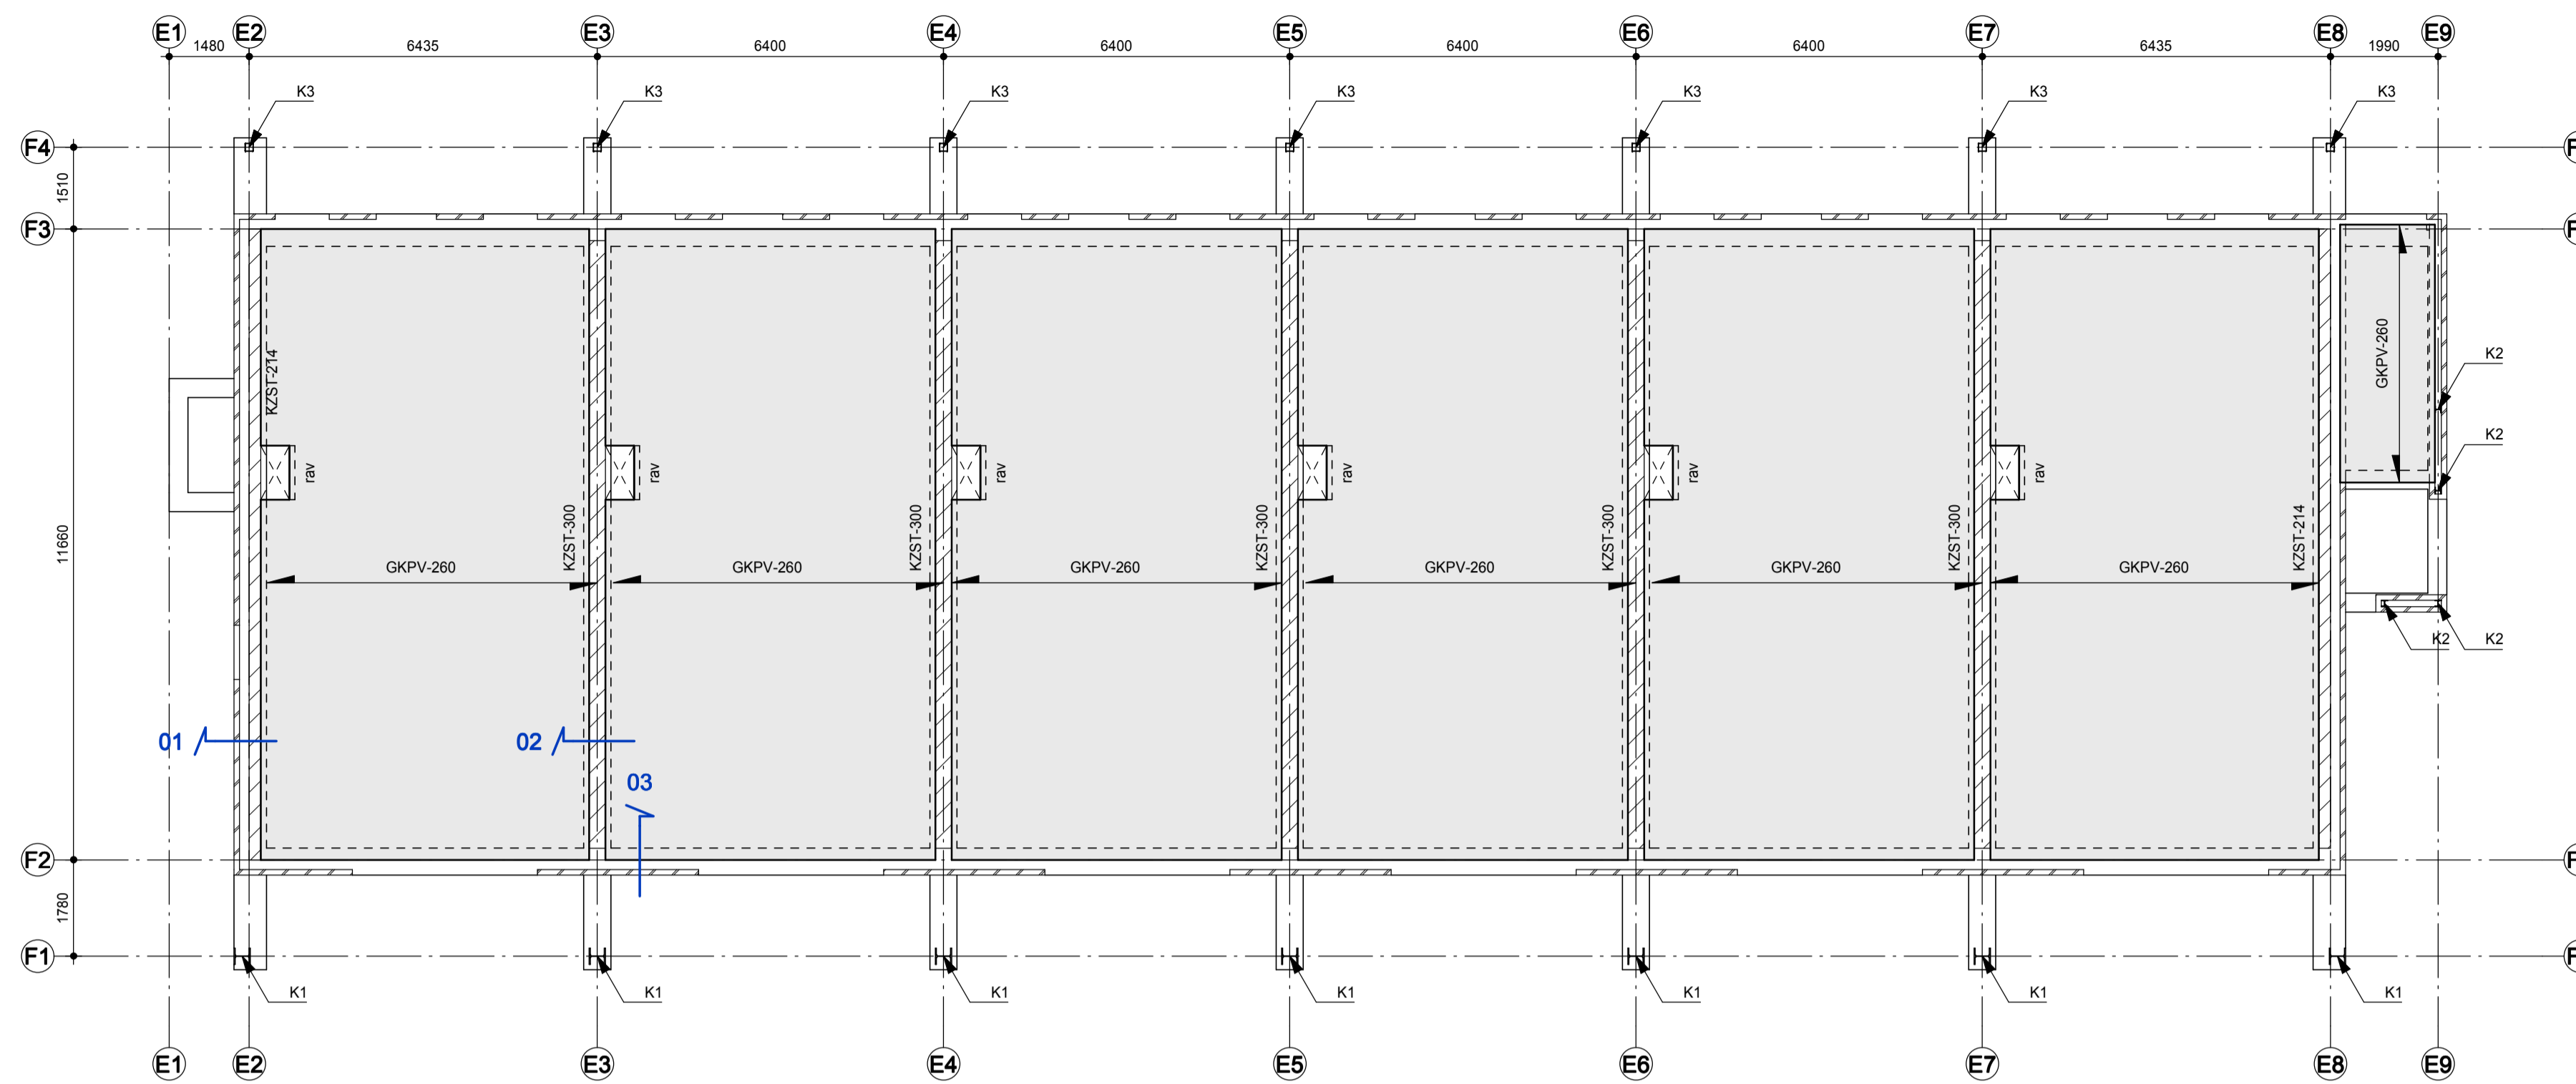 E1 E2 E3 E4 E5 E6 E7 E8 E9
1480 6435 6400 6400 6400 6400 6435 1990
K3 K3 K3 K3 K3 K3 K3
F4
1510
F3
GKPV-260
KZST-214
K2
K2
rav rav rav rav rav rav
11660
KZST-300 KZST-300 KZST-300 KZST-300 KZST-300 KZST-214
GKPV-260 GKPV-260 GKPV-260 GKPV-260 GKPV-260 GKPV-260
K2 K2
01 02
03
F2
1780
F1
K1 K1 K1 K1 K1 K1 K1
E1 E2 E3 E4 E5 E6 E7 E8 E9